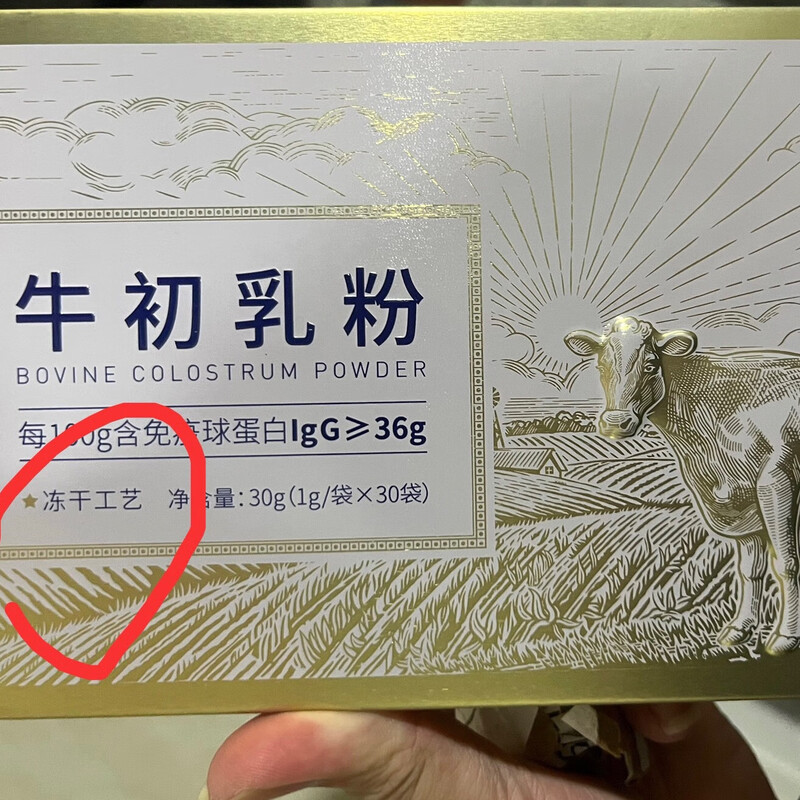 牛初乳粉
BOVINE COLOSTRUM POWDER
每100g含免疫球蛋白IgG≥36g
★冻干工艺 净含量:30g(1g/袋×30袋)